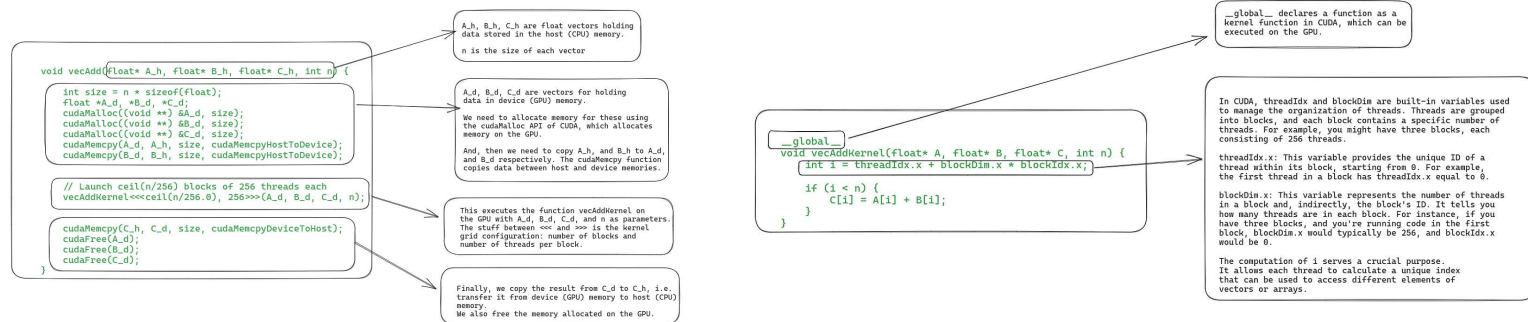 void vecAdd(float* A_h, float* B_h, float* C_h, int n) {
int size = n * sizeof(float);
float *A_d, *B_d, *C_d;
cudaMalloc((void **) &A_d, size);
cudaMalloc((void **) &B_d, size);
cudaMalloc((void **) &C_d, size);
cudaMemcpy(A_d, A_h, size, cudaMemcpyHostToDevice);
cudaMemcpy(B_d, B_h, size, cudaMemcpyHostToDevice);
// Launch ceil(n/256) blocks of 256 threads each
vecAddKernel<<<ceil(n/256.0), 256>>>(A_d, B_d, C_d, n);
cudaMemcpy(C_h, C_d, size, cudaMemcpyDeviceToHost);
cudaFree(A_d);
cudaFree(B_d);
cudaFree(C_d);
}
A_h, B_h, C_h are float vectors holding
data stored in the host (CPU) memory.
n is the size of each vector
A_d, B_d, C_d are vectors for holding
data in device (GPU) memory.
We need to allocate memory for these using
the cudaMalloc API of CUDA, which allocates
memory on the GPU.
And, then we need to copy A_h, and B_h to A_d,
and B_d respectively. The cudaMemcpy function
copies data between host and device memories.
This executes the function vecAddKernel on
the GPU with A_d, B_d, C_d, and n as parameters.
The stuff between <<< and >>> is the kernel
grid configuration: number of blocks and
number of threads per block.
Finally, we copy the result from C_d to C_h, i.e.
transfer it from device (GPU) memory to host (CPU)
memory.
We also free the memory allocated on the GPU.
__global__
void vecAddKernel(float* A, float* B, float* C, int n) {
int i = threadIdx.x + blockDim.x * blockIdx.x;
if (i < n) {
C[i] = A[i] + B[i];
}
}
__global__ declares a function as a
kernel function in CUDA, which can be
executed on the GPU.
In CUDA, threadIdx and blockDim are built-in variables used
to manage the organization of threads. Threads are grouped
into blocks, and each block contains a specific number of
threads. For example, you might have three blocks, each
consisting of 256 threads.
threadIdx.x: This variable provides the unique ID of a
thread within its block, starting from 0. For example,
the first thread in a block has threadIdx.x equal to 0.
blockDim.x: This variable represents the number of threads
in a block and, indirectly, the block's ID. It tells you
how many threads are in each block. For instance, if you
have three blocks, and you're running code in the first
block, blockDim.x would typically be 256, and blockIdx.x
would be 0.
The computation of i serves a crucial purpose.
It allows each thread to calculate a unique index
that can be used to access different elements of
vectors or arrays.